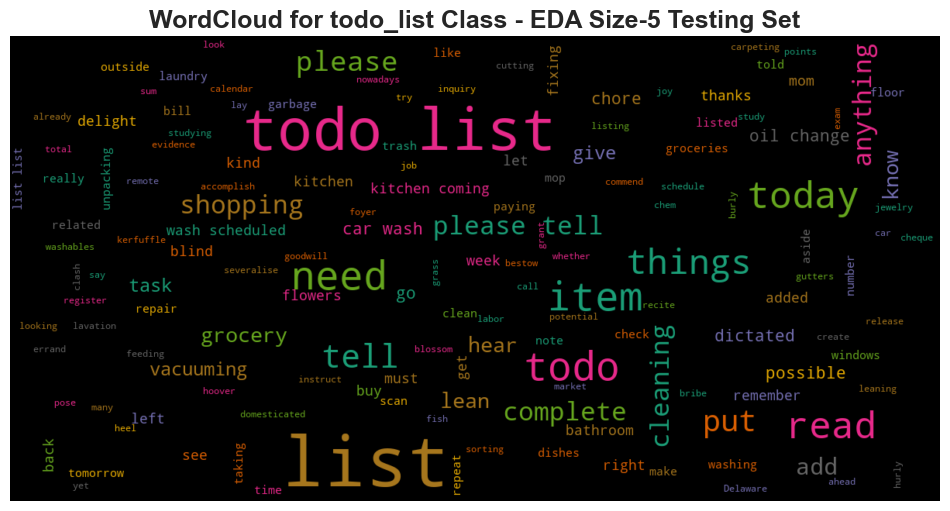 WordCloud for todo_list Class - EDA Size-5 Testing Set
look
like
cutting
carpeting
points
outside
please
fixing
told
anything
laundry
nowadays
mom
sum
calendar
try
inquiry
chore
thanks
joy
floor
already
delight
bill
lay
garbage
todo list
listing
listed
study
exam
studying
evidence
trash
oil change
total
kind
job
let
give
groceries
know
list list
really
unpacking
remote
accomplish
kitchen
kitchen coming
mop
commend
schedule
today
shopping
paying
chem
burly
jewelry
related
wash scheduled
foyer
car wash
please tell
grant
car
cheque
washables
kerfuffle
blind
goodwill
week
bestow
whether
things
aside
number
gutters
clash
say
severalise
need
grass
call
item
recite
register
task
flowers
go
added
repair
clean
labor
potential
release
looking
lavation
grocery
hear
note
check
dictated
create
errand
feeding
vacuuming
tell
blossom
get
todo
cleaning
possible
windows
hoover
instruct
must
market
leaning
pose
many
left
domesticated
buy
scan
lean
fish
complete
bribe
remember
heel
bathroom
put
read
back
see
taking
list
repeat
sorting
dishes
right
make
washing
add
hurly
tomorrow
yet
time
Delaware
ahead